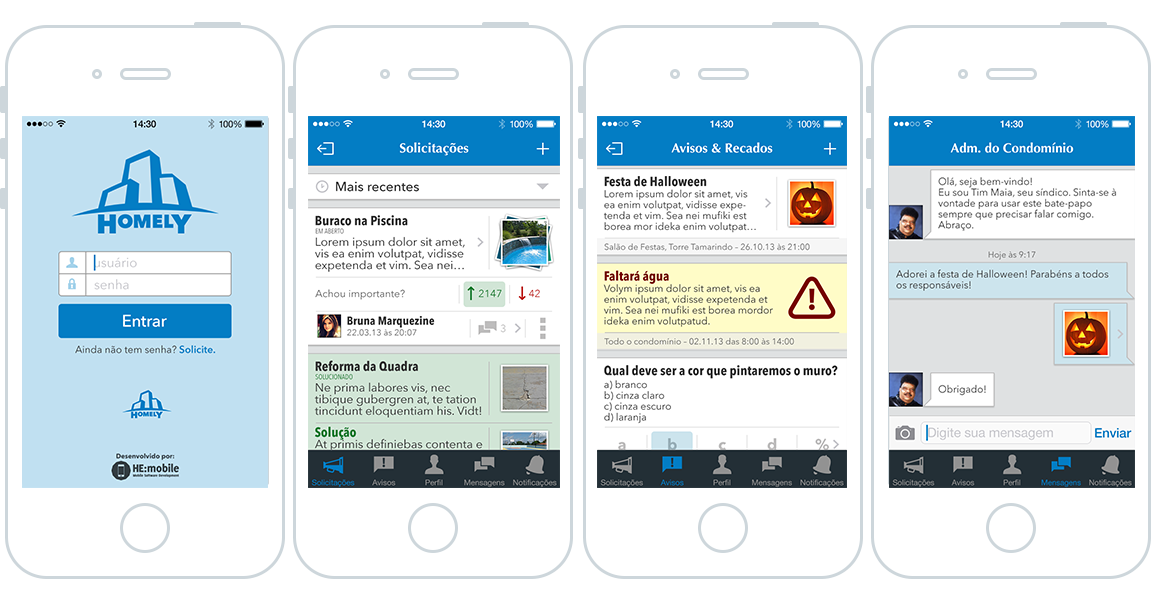 14:30
100%
HOMELY
usuário
senha
Entrar
Ainda não tem senha? Solicite.
HOMELY
Desenvolvido por:
HE:mobile
Mobile Software Development
14:30
100%
Solicitações
Mais recentes
Buraco na Piscina
EM ABERTO
Lorem ipsum dolor sit amet,
vis ea enim volutpat, vidisse
expetenda et vim. Sea nei...
Achou importante?
2147
42
Bruna Marquezine
22.03.13 às 20:07
3
Reforma da Quadra
SOLUCIONADO
Ne prima labores vis, nec
tibique gubergren at, te tation
tincidunt eloquentiam his. Vidt!
Solução
At primis definiebas contenta e
Solicitações
Avisos
Perfil
Mensagens
Notificações
14:30
100%
Avisos & Recados
Festa de Halloween
Lorem ipsum dolor sit amet, vis
ea enim volutpat, vidisse expe-
tenda et vim. Sea nei mufiki est
borea mor ideka enim volutpat...
Salão de Festas, Torre Tamarindo - 26.10.13 às 21:00
Faltará água
Volym ipsum dolor sit amet, vis ea
enim volutpat, vidisse expetenda et
vim. Sea nei mufiki est borea mordor
ideka enim volutpatud.
Todo o condomínio - 02.11.13 das 8:00 às 14:00
Qual deve ser a cor que pintaremos o muro?
a) branco
b) cinza claro
c) cinza escuro
d) laranja
a
b
c
d
%
Solicitações
Avisos
Perfil
Mensagens
Notificações
14:30
100%
Adm. do Condomínio
Olá, seja bem-vindo!
Eu sou Tim Maia, seu síndico. Sinta-se à
vontade para usar este bate-papo
sempre que precisar falar comigo.
Abraço.
Hoje às 9:17
Adorei a festa de Halloween! Parabéns a todos
os responsáveis!
Obrigado!
Digite sua mensagem
Enviar
Solicitações
Avisos
Perfil
Mensagens
Notificações